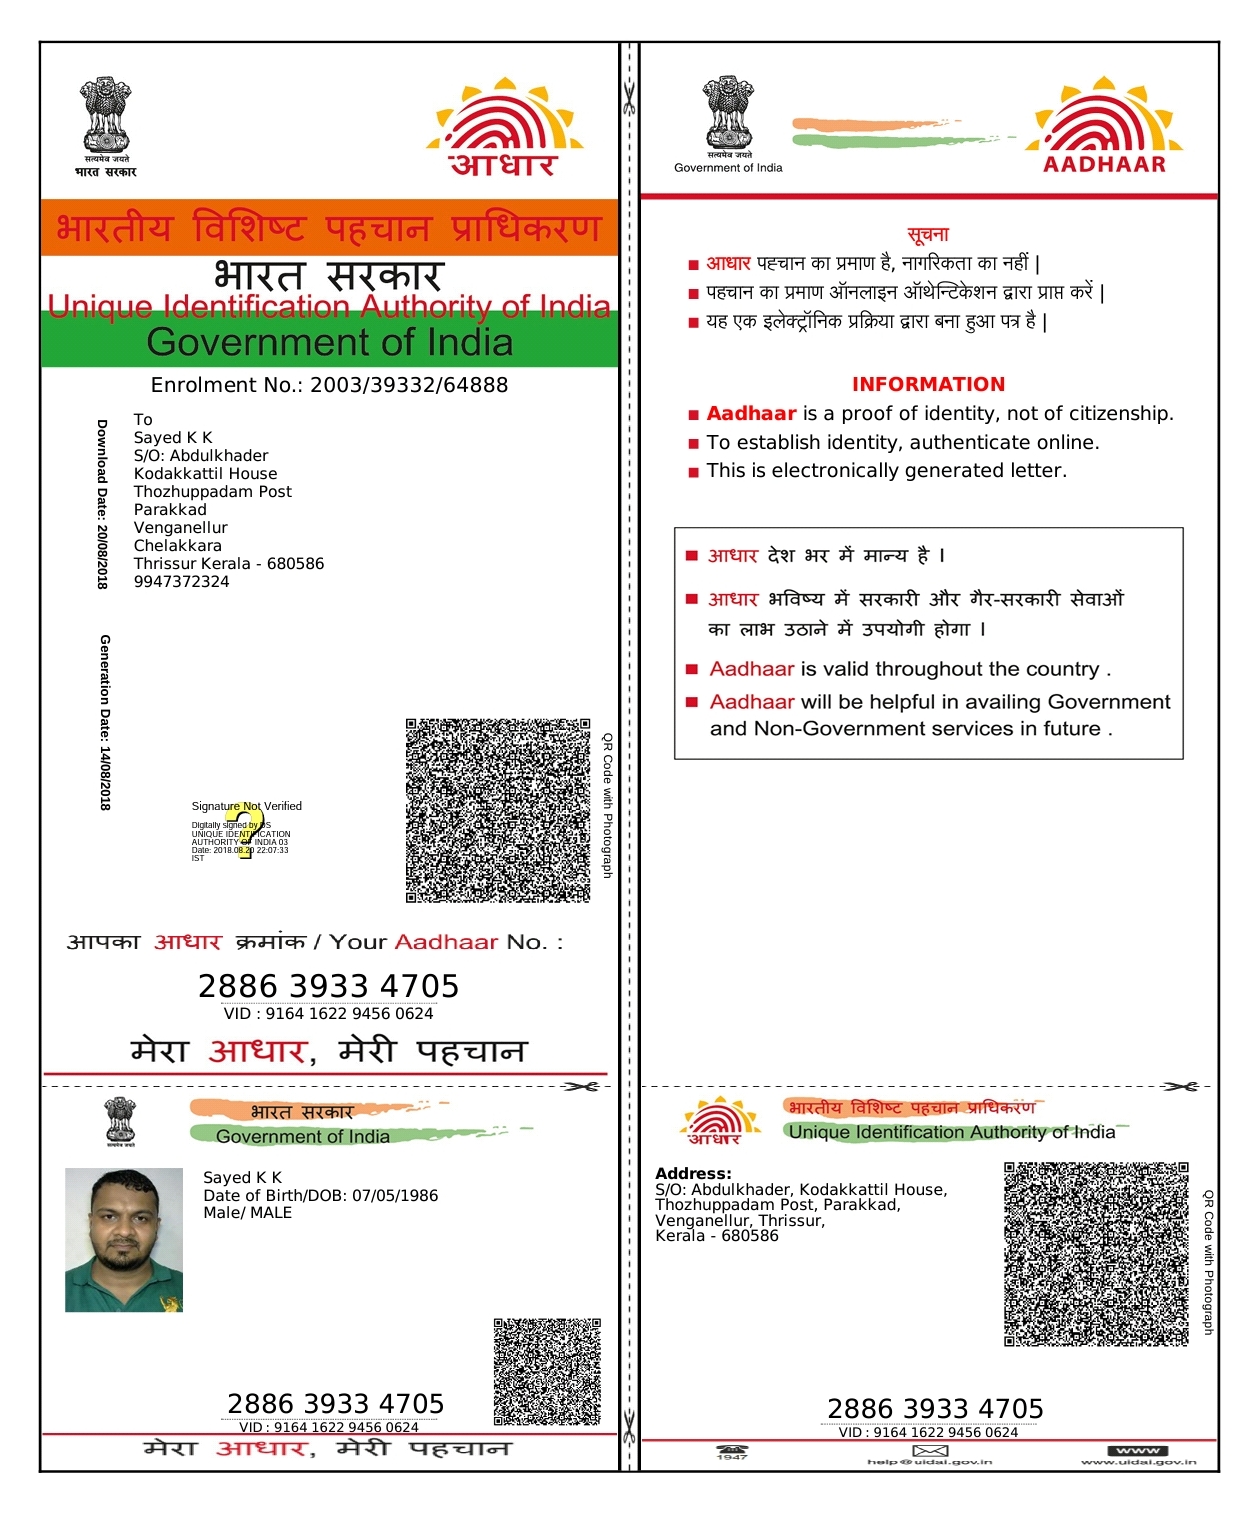 सत्यमेव जयते
भारत सरकार
आधार
भारतीय विशिष्ट पहचान प्राधिकरण
भारत सरकार
Unique Identification Authority of India
Government of India
Enrolment No.: 2003/39332/64888
Download Date: 20/08/2018
To
Sayed K K
S/O: Abdulkhader
Kodakkattil House
Thozhuppadam Post
Parakkad
Venganellur
Chelakkara
Thrissur Kerala - 680586
9947372324
Generation Date: 14/08/2018
Signature Not Verified
Digitally signed by DS
UNIQUE IDENTIFICATION
AUTHORITY OF INDIA 03
Date: 2018.08.20 22:07:33
IST
QR Code with Photograph
आपका आधार क्रमांक / Your Aadhaar No. :
2886 3933 4705
VID : 9164 1622 9456 0624
मेरा आधार, मेरी पहचान
सत्यमेव जयते
Government of India
AADHAAR
सूचना
आधार पहचान का प्रमाण है, नागरिकता का नहीं |
पहचान का प्रमाण ऑनलाइन ऑथेन्टिकेशन द्वारा प्राप्त करें |
यह एक इलेक्ट्रॉनिक प्रक्रिया द्वारा बना हुआ पत्र है |
INFORMATION
Aadhaar is a proof of identity, not of citizenship.
To establish identity, authenticate online.
This is electronically generated letter.
आधार देश भर में मान्य है ।
आधार भविष्य में सरकारी और गैर-सरकारी सेवाओं
का लाभ उठाने में उपयोगी होगा ।
Aadhaar is valid throughout the country .
Aadhaar will be helpful in availing Government
and Non-Government services in future .
भारत सरकार
Government of India
Sayed K K
Date of Birth/DOB: 07/05/1986
Male/ MALE
2886 3933 4705
VID : 9164 1622 9456 0624
मेरा आधार, मेरी पहचान
आधार
भारतीय विशिष्ट पहचान प्राधिकरण
Unique Identification Authority of India
Address:
S/O: Abdulkhader, Kodakkattil House,
Thozhuppadam Post, Parakkad,
Venganellur, Thrissur,
Kerala - 680586
QR Code with Photograph
2886 3933 4705
VID : 9164 1622 9456 0624
1947
help@uidai.gov.in
www
www.uidai.gov.in